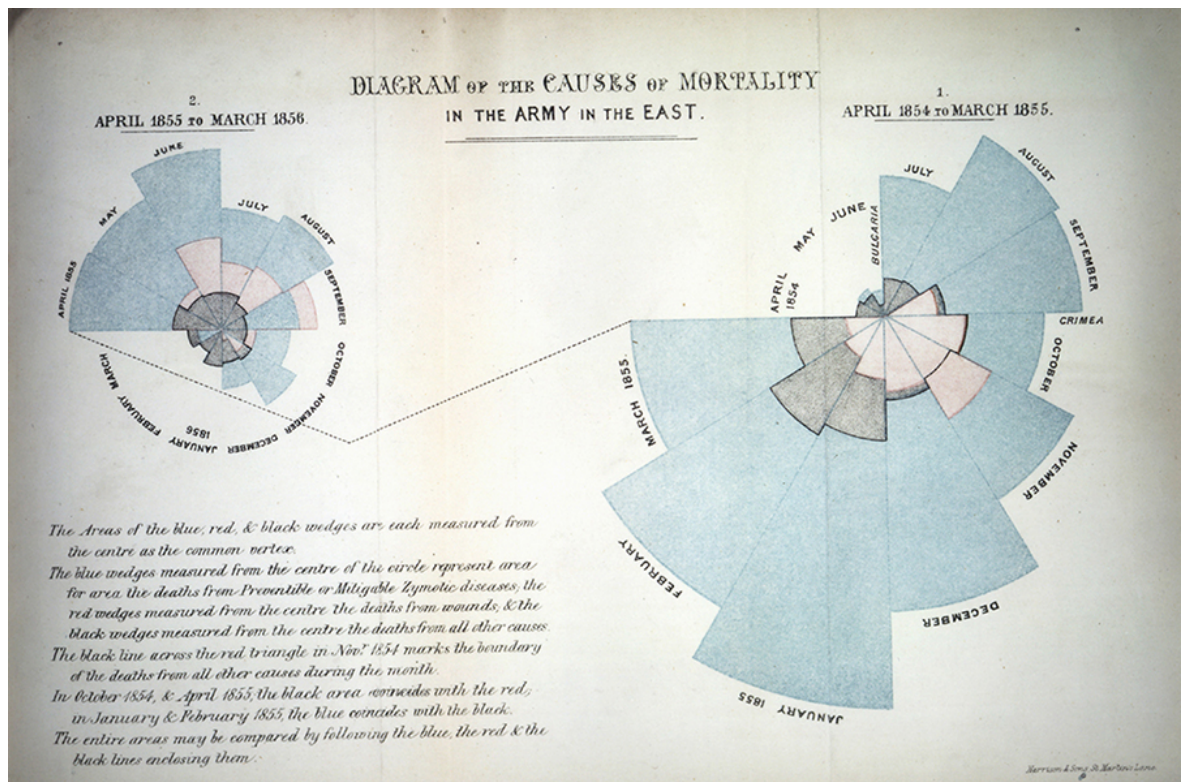 DIAGRAM OF THE CAUSES OF MORTALITY
IN THE ARMY IN THE EAST.
2.
APRIL 1855 TO MARCH 1856.
1.
APRIL 1854 TO MARCH 1855.
JUNE
JULY
AUGUST
SEPTEMBER
OCTOBER
NOVEMBER
DECEMBER
JANUARY
1856
FEBRUARY
MARCH
APRIL 1855
MAY
APRIL
1854
MAY
JUNE
BULGARIA
JULY
AUGUST
SEPTEMBER
CRIMEA
OCTOBER
NOVEMBER
DECEMBER
JANUARY 1855
FEBRUARY
MARCH 1855.
The Areas of the blue, red, & black wedges are each measured from
the centre as the common vertex.
The blue wedges measured from the centre of the circle represent area
for area the deaths from Preventible or Mitigable Zymotic diseases; the
red wedges measured from the centre the deaths from wounds; & the
black wedges measured from the centre the deaths from all other causes.
The black line across the red triangle in Novr. 1854 marks the boundary
of the deaths from all other causes during the month.
In October 1854, & April 1855, the black area coincides with the red;
in January & February 1855, the blue coincides with the black.
The entire areas may be compared by following the blue, the red & the
black lines enclosing them.
Harrison & Sons, St. Martins Lane.